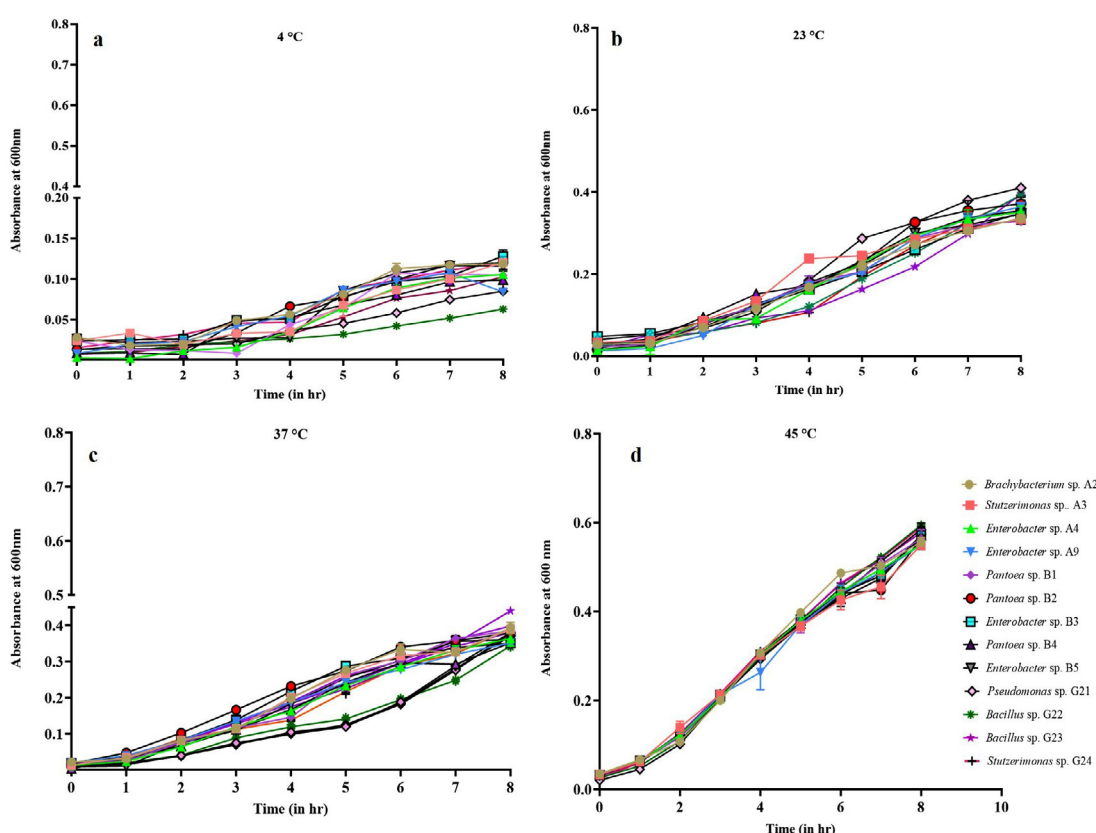 a
4 °C
0.8
0.7
0.6
0.5
0.4
0.20
0.15
0.10
0.05
Absorbance at 600nm
0 1 2 3 4 5 6 7 8
Time (in hr)
b
23 °C
0.8
0.6
0.4
0.2
0.0
Absorbance at 600nm
0 1 2 3 4 5 6 7 8
Time (in hr)
c
37 °C
0.8
0.7
0.6
0.5
0.4
0.3
0.2
0.1
Absorbance at 600nm
0 1 2 3 4 5 6 7 8
Time (in hr)
d
45 °C
0.8
0.6
0.4
0.2
0.0
Absorbance at 600 nm
0 2 4 6 8 10
Time (in hr)
Brachybacterium sp. A2
Stutzerimonas sp.. A3
Enterobacter sp. A4
Enterobacter sp. A9
Pantoea sp. B1
Pantoea sp. B2
Enterobacter sp. B3
Pantoea sp. B4
Enterobacter sp. B5
Pseudomonas sp. G21
Bacillus sp. G22
Bacillus sp. G23
Stutzerimonas sp. G24